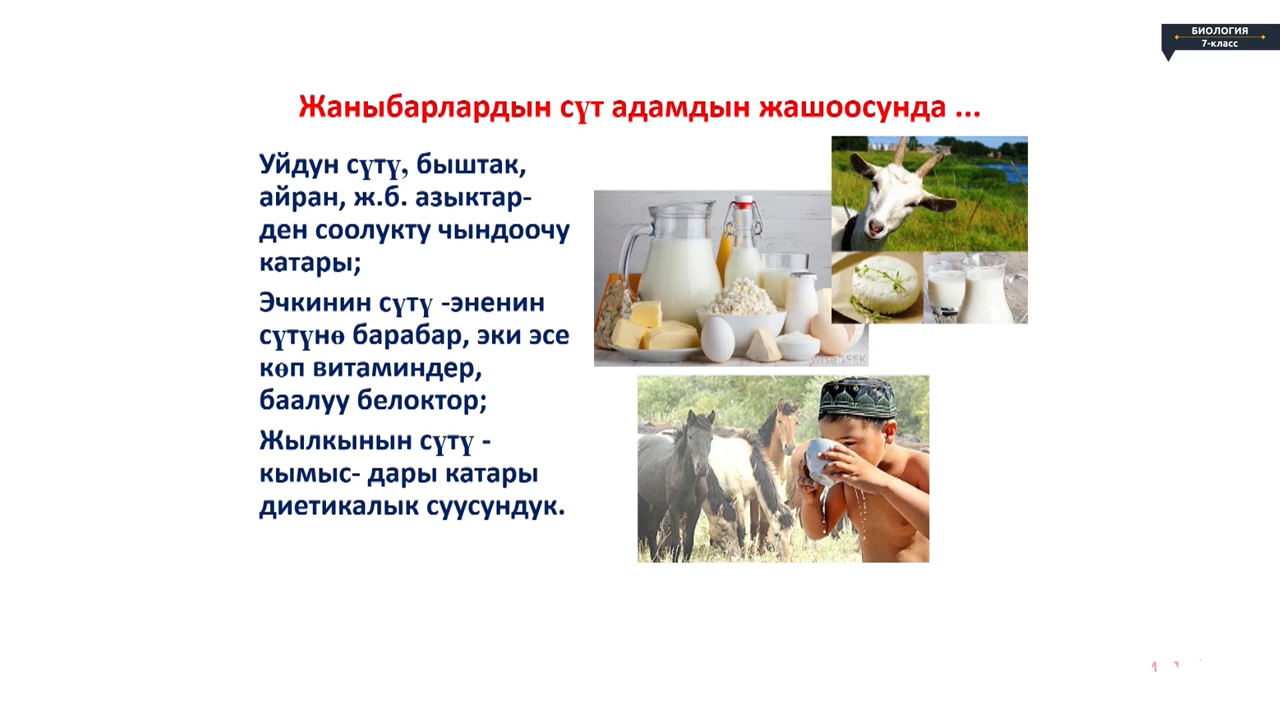 БИОЛОГИЯ
7-класс
Жаныбарлардын сүт адамдын жашоосунда ...
Уйдун сүтү, быштак,
айран, ж.б. азыктар-
ден соолукту чындоочу
катары;
Эчкинин сүтү -эненин
сүтүнө барабар, эки эсе
көп витаминдер,
баалуу белоктор;
Жылкынын сүтү -
кымыс- дары катары
диетикалык суусундук.